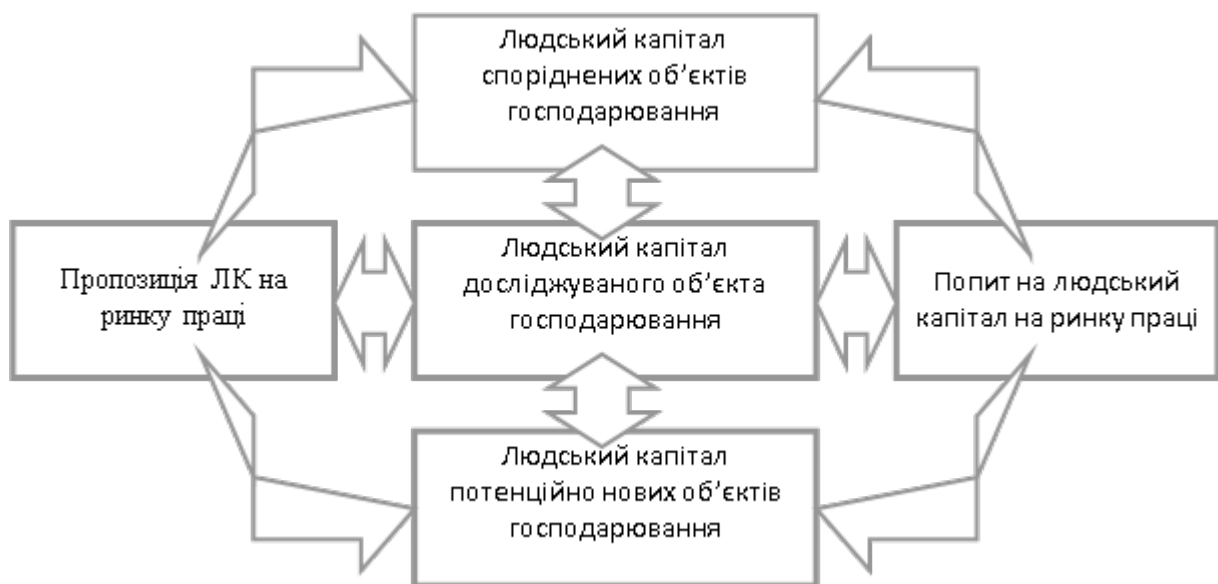 Людський капітал
споріднених об’єктів
господарювання
Пропозиція ЛК на
ринку праці
Людський капітал
досліджуваного об’єкта
господарювання
Попит на людський
капітал на ринку праці
Людський капітал
потенційно нових об’єктів
господарювання